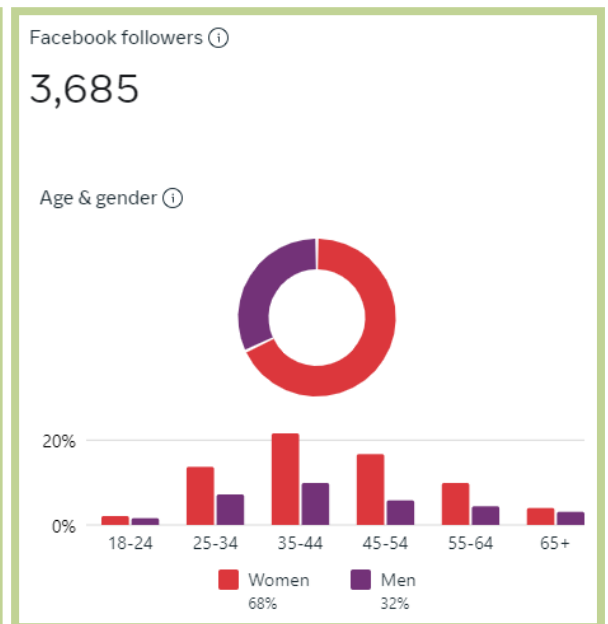 Facebook followers
3,685
Age & gender
20%
0%
18-24 25-34 35-44 45-54 55-64 65+
Women Men
68% 32%